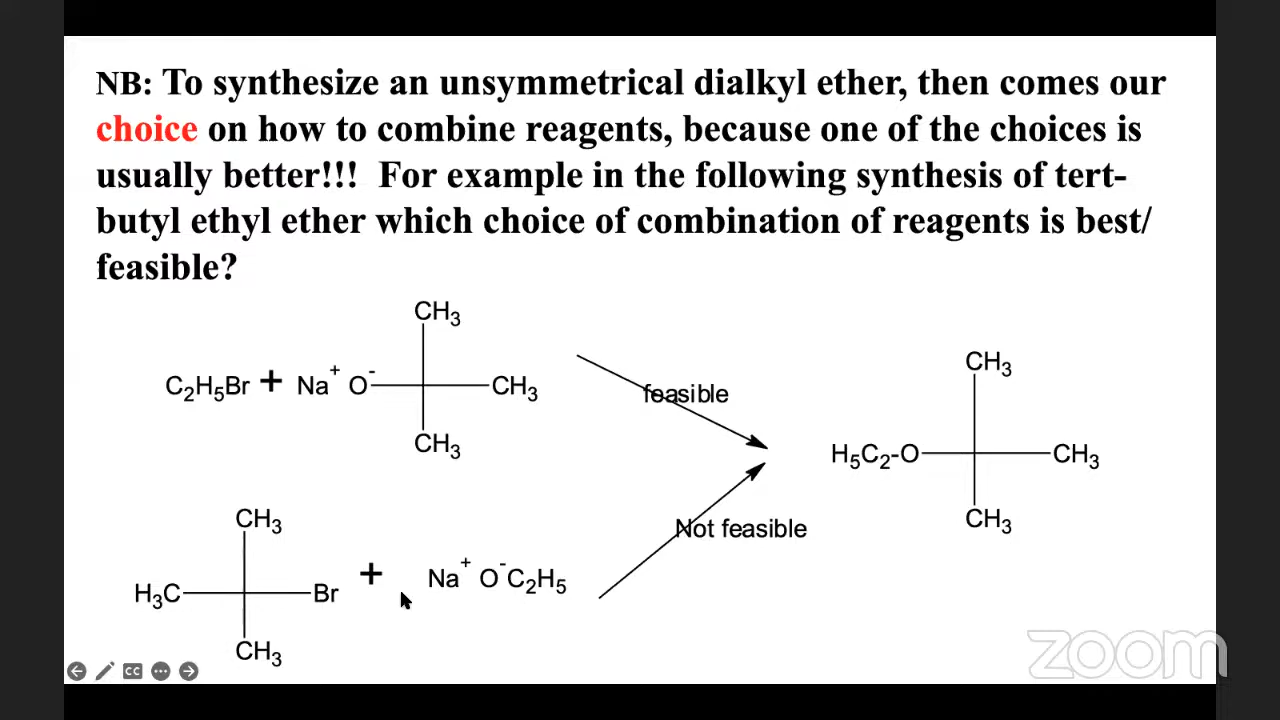 NB: To synthesize an unsymmetrical dialkyl ether, then comes our
choice on how to combine reagents, because one of the choices is
usually better!!! For example in the following synthesis of tert-
butyl ethyl ether which choice of combination of reagents is best/
feasible?
CH₃
C₂H₅Br + Na⁺ O⁻ CH₃
CH₃
feasible
CH₃
H₅C₂-O CH₃
CH₃
CH₃
H₃C Br + Na⁺ O⁻C₂H₅
CH₃
Not feasible
CC
zoom